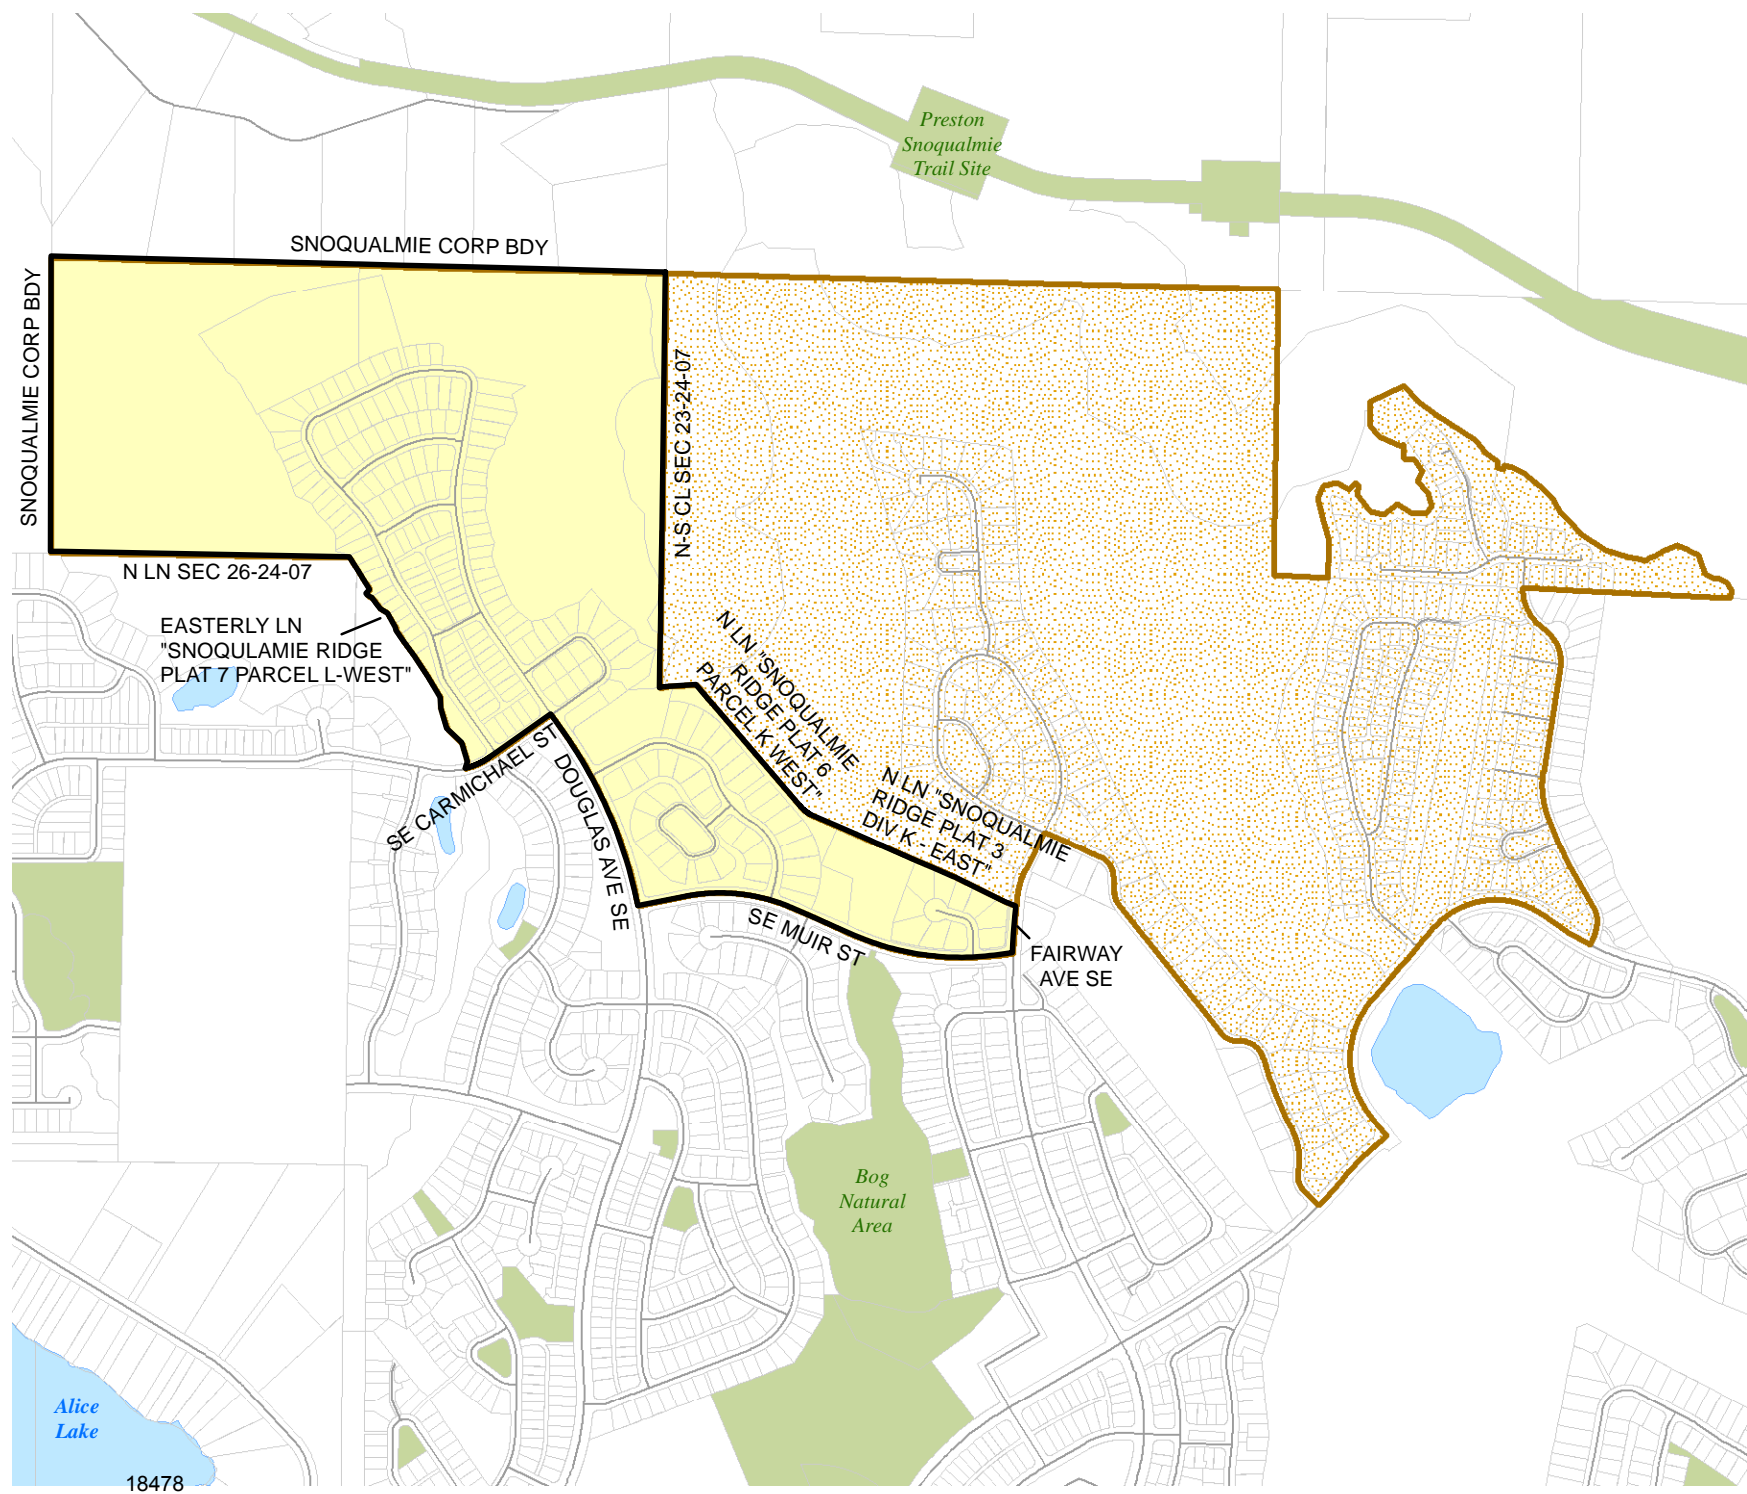 Preston
Snoqualmie
Trail Site
SNOQUALMIE CORP BDY
SNOQUALMIE CORP BDY
N-S CL SEC 23-24-07
N LN SEC 26-24-07
EASTERLY LN
"SNOQULAMIE RIDGE
PLAT 7 PARCEL L-WEST"
N LN "SNOQUALMIE
RIDGE PLAT 6
PARCEL K WEST"
SE CARMICHAEL ST
DOUGLAS AVE SE
N LN "SNOQUALMIE
RIDGE PLAT 3
DIV K - EAST"
SE MUIR ST
FAIRWAY
AVE SE
Bog
Natural
Area
Alice
Lake
18478